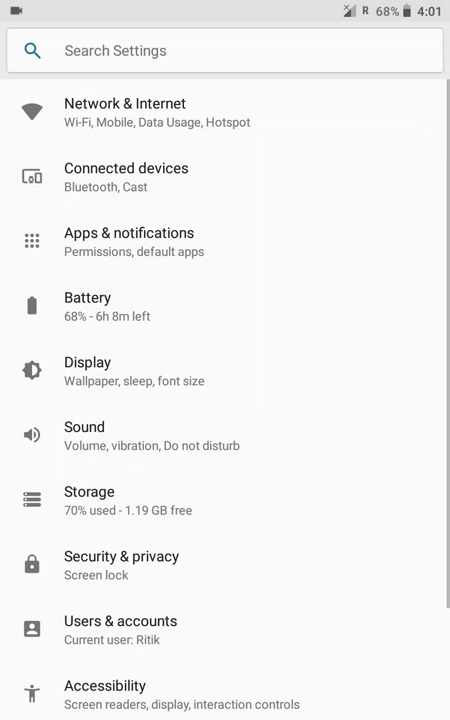 R 68% 4:01
Search Settings
Network & Internet
Wi-Fi, Mobile, Data Usage, Hotspot
Connected devices
Bluetooth, Cast
Apps & notifications
Permissions, default apps
Battery
68% - 6h 8m left
Display
Wallpaper, sleep, font size
Sound
Volume, vibration, Do not disturb
Storage
70% used - 1.19 GB free
Security & privacy
Screen lock
Users & accounts
Current user: Ritik
Accessibility
Screen readers, display, interaction controls